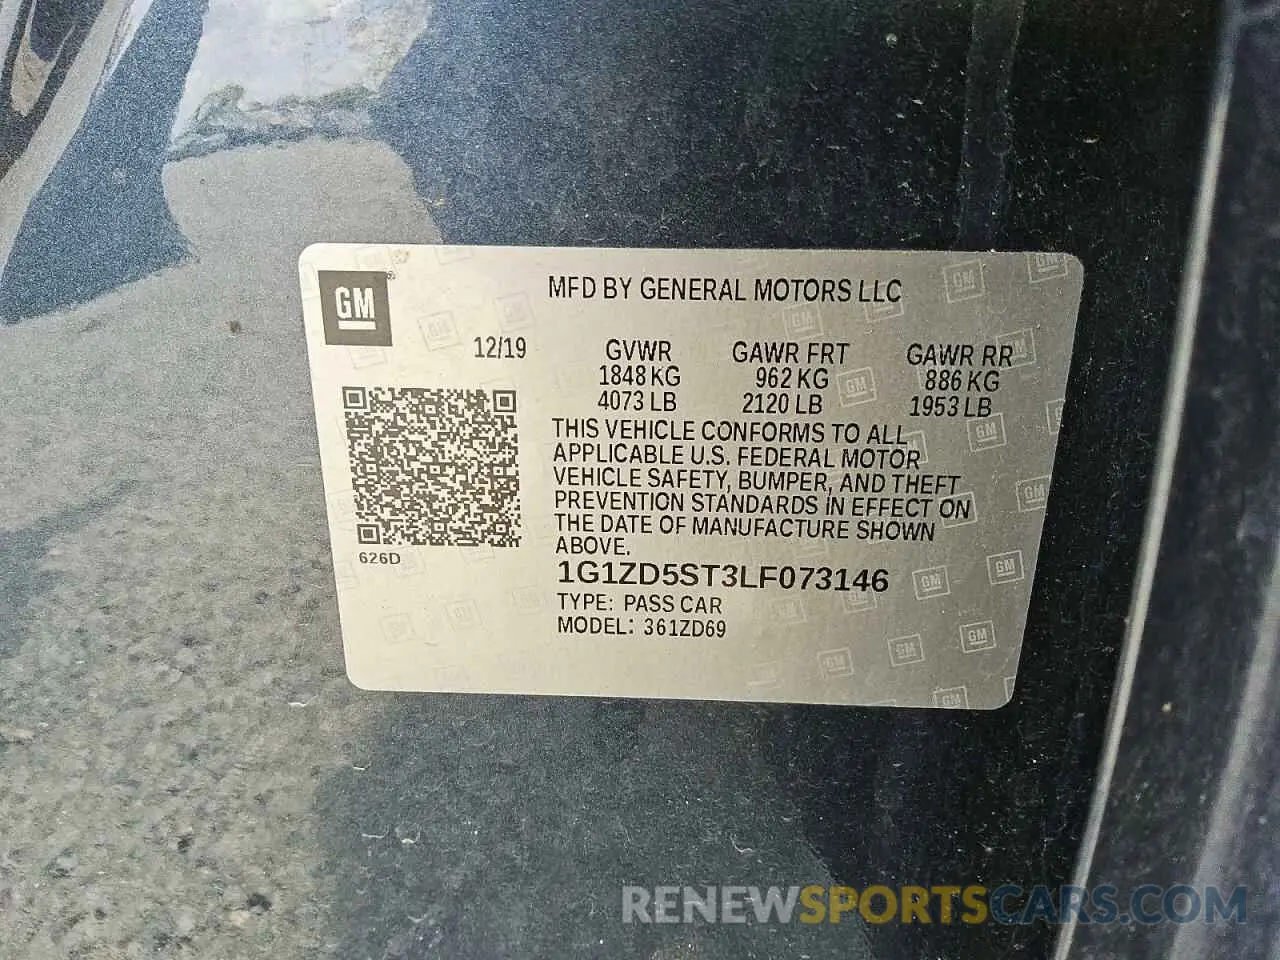 GM
MFD BY GENERAL MOTORS LLC
12/19 GVWR GAWR FRT GAWR RR
1848 KG 962 KG 886 KG
4073 LB 2120 LB 1953 LB
THIS VEHICLE CONFORMS TO ALL
APPLICABLE U.S. FEDERAL MOTOR
VEHICLE SAFETY, BUMPER, AND THEFT
PREVENTION STANDARDS IN EFFECT ON
THE DATE OF MANUFACTURE SHOWN
ABOVE.
626D
1G1ZD5ST3LF073146
TYPE: PASS CAR
MODEL: 361ZD69
RENEWSPORTSCARS.COM